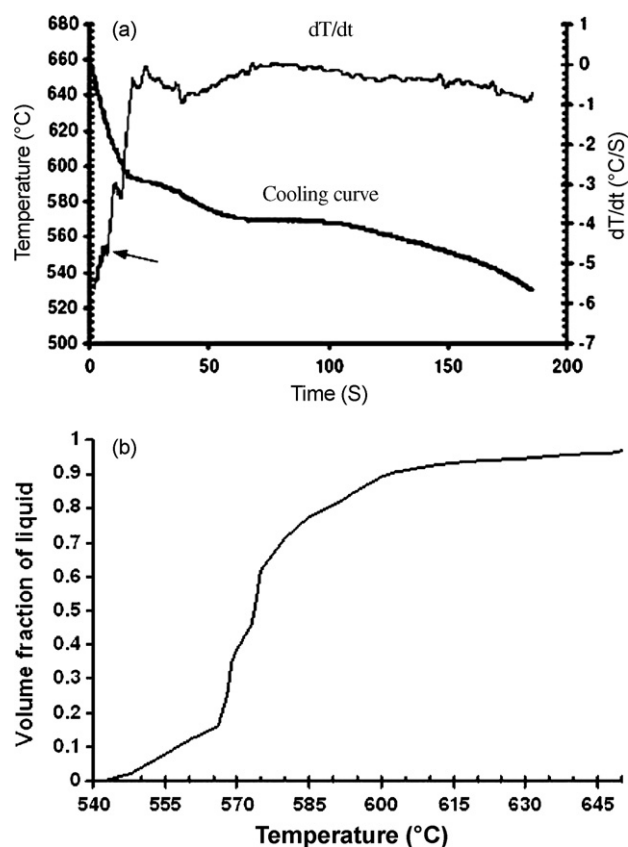 (a)
dT/dt
680
660
640
620
600
580
560
540
520
500
Temperature (°C)
Cooling curve
1
0
-1
-2
-3
-4
-5
-6
-7
dT/dt (°C/S)
0 50 100 150 200
Time (S)
(b)
1
0.9
0.8
0.7
0.6
0.5
0.4
0.3
0.2
0.1
0
Volume fraction of liquid
540 555 570 585 600 615 630 645
Temperature (°C)